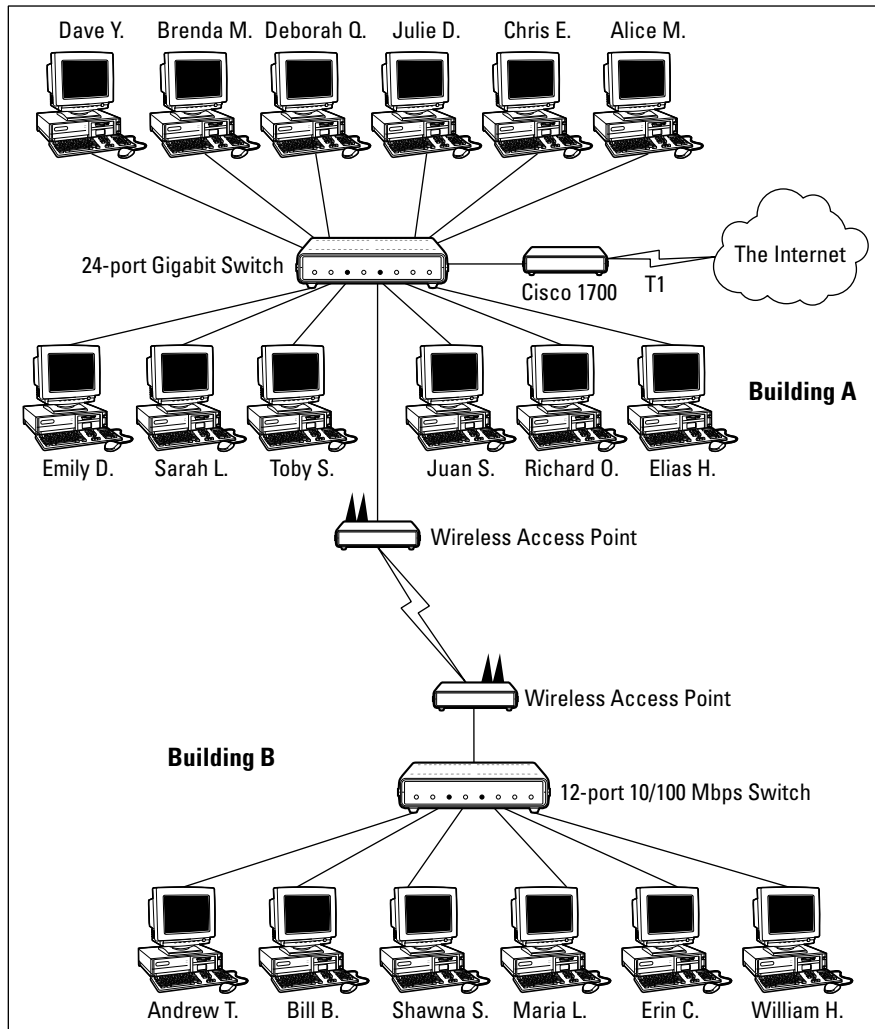 Dave Y. Brenda M. Deborah Q. Julie D. Chris E. Alice M.
24-port Gigabit Switch
Cisco 1700
T1
The Internet
Building A
Emily D. Sarah L. Toby S. Juan S. Richard O. Elias H.
Wireless Access Point
Wireless Access Point
Building B
12-port 10/100 Mbps Switch
Andrew T. Bill B. Shawna S. Maria L. Erin C. William H.